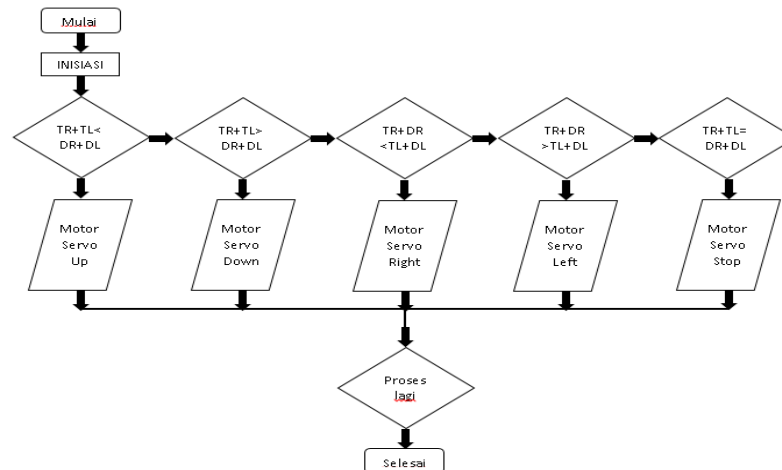 Mulai
INISIASI
TR+TL<
DR+DL
TR+TL>
DR+DL
TR+DR
<TL+DL
TR+DR
>TL+DL
TR+TL=
DR+DL
Motor
Servo
Up
Motor
Servo
Down
Motor
Servo
Right
Motor
Servo
Left
Motor
Servo
Stop
Proses
lagi
Selesai